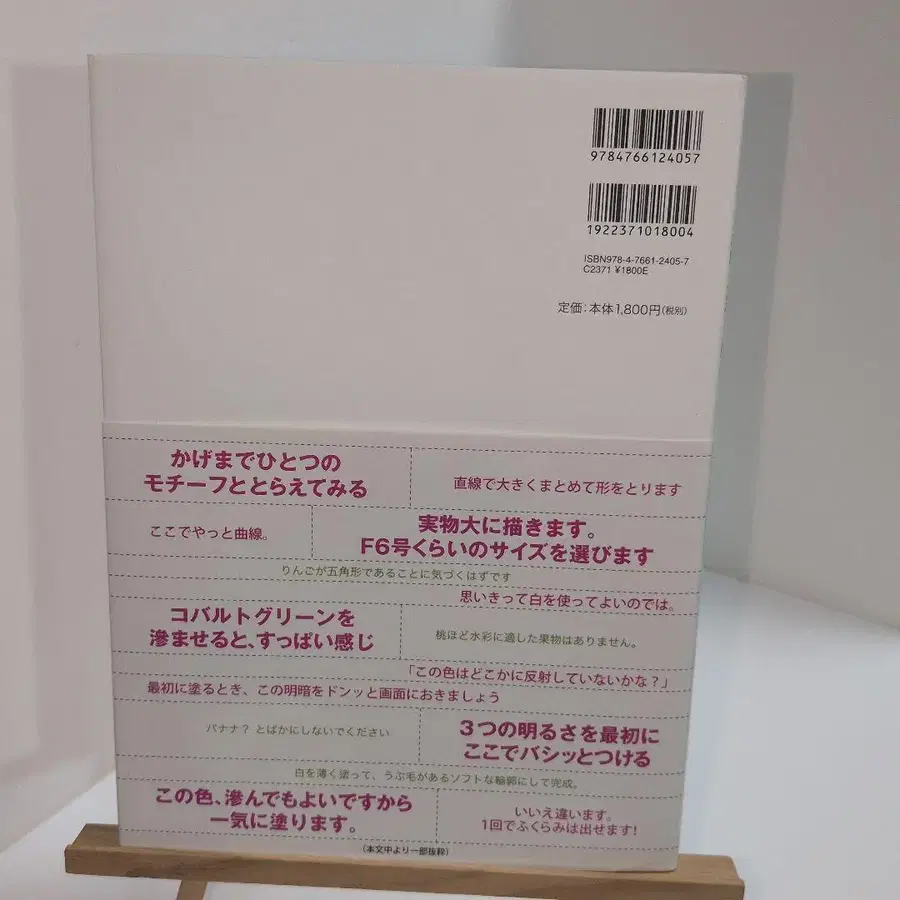 9784766124057
1922371018004
ISBN978-4-7661-2405-7
C2371 ¥1800E
定価：本体1,800円（税別）
かげまでひとつの
モチーフととらえてみる
直線で大きくまとめて形をとります
ここでやっと曲線。
実物大に描きます。
F6号くらいのサイズを選びます
りんごが五角形であることに気づくはずです
思いきって白を使ってよいのでは。
コバルトグリーンを
滲ませると、すっぱい感じ
桃ほど水彩に適した果物はありません。
「この色はどこかに反射していないかな？」
最初に塗るとき、この明暗をドンッと画面におきましょう
バナナ？ とばかにしないでください
３つの明るさを最初に
ここでバシッとつける
白を薄く塗って、うぶ毛があるソフトな輪郭にして完成。
この色、滲んでもよいですから
一気に塗ります。
いいえ違います。
1回でふくらみは出せます！
（本文中より一部抜粋）